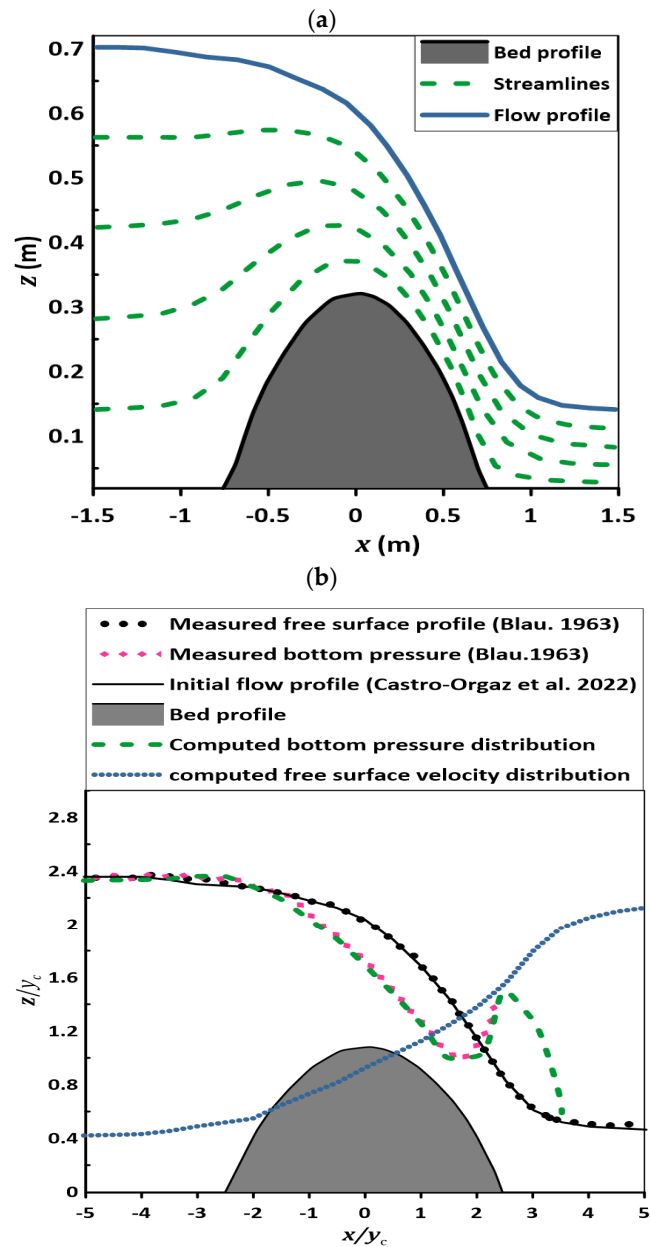 (a)
Bed profile
Streamlines
Flow profile
0.7
0.6
0.5
0.4
0.3
0.2
0.1
z (m)
-1.5 -1 -0.5 0 0.5 1 1.5
x (m)
(b)
Measured free surface profile (Blau. 1963)
Measured bottom pressure (Blau.1963)
Initial flow profile (Castro-Orgaz et al. 2022)
Bed profile
Computed bottom pressure distribution
computed free surface velocity distribution
2.8
2.4
2
1.6
1.2
0.8
0.4
0
z/yc
-5 -4 -3 -2 -1 0 1 2 3 4 5
x/yc